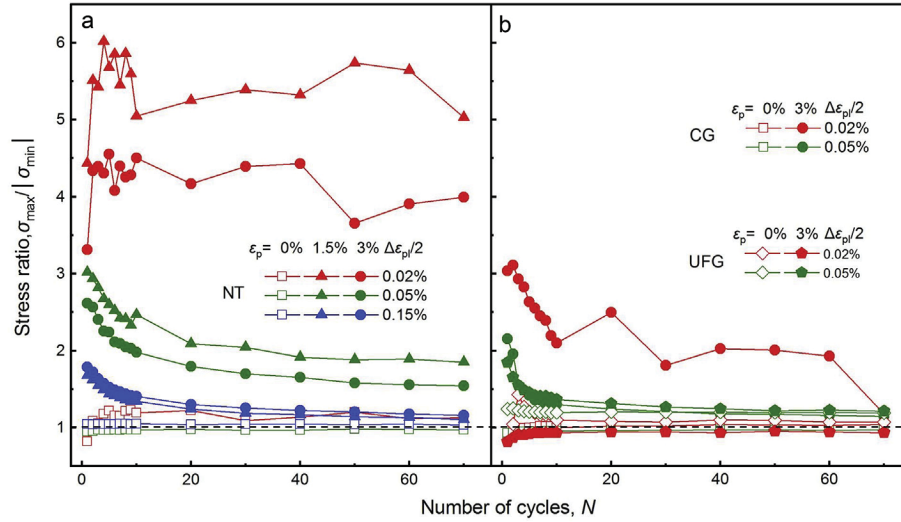 a
b
6
5
4
3
2
1
Stress ratio, σmax/|σmin|
εp= 0% 1.5% 3% Δεpl/2
NT
0.02%
0.05%
0.15%
εp= 0% 3% Δεpl/2
CG
0.02%
0.05%
εp= 0% 3% Δεpl/2
UFG
0.02%
0.05%
0 20 40 60 0 20 40 60
Number of cycles, N